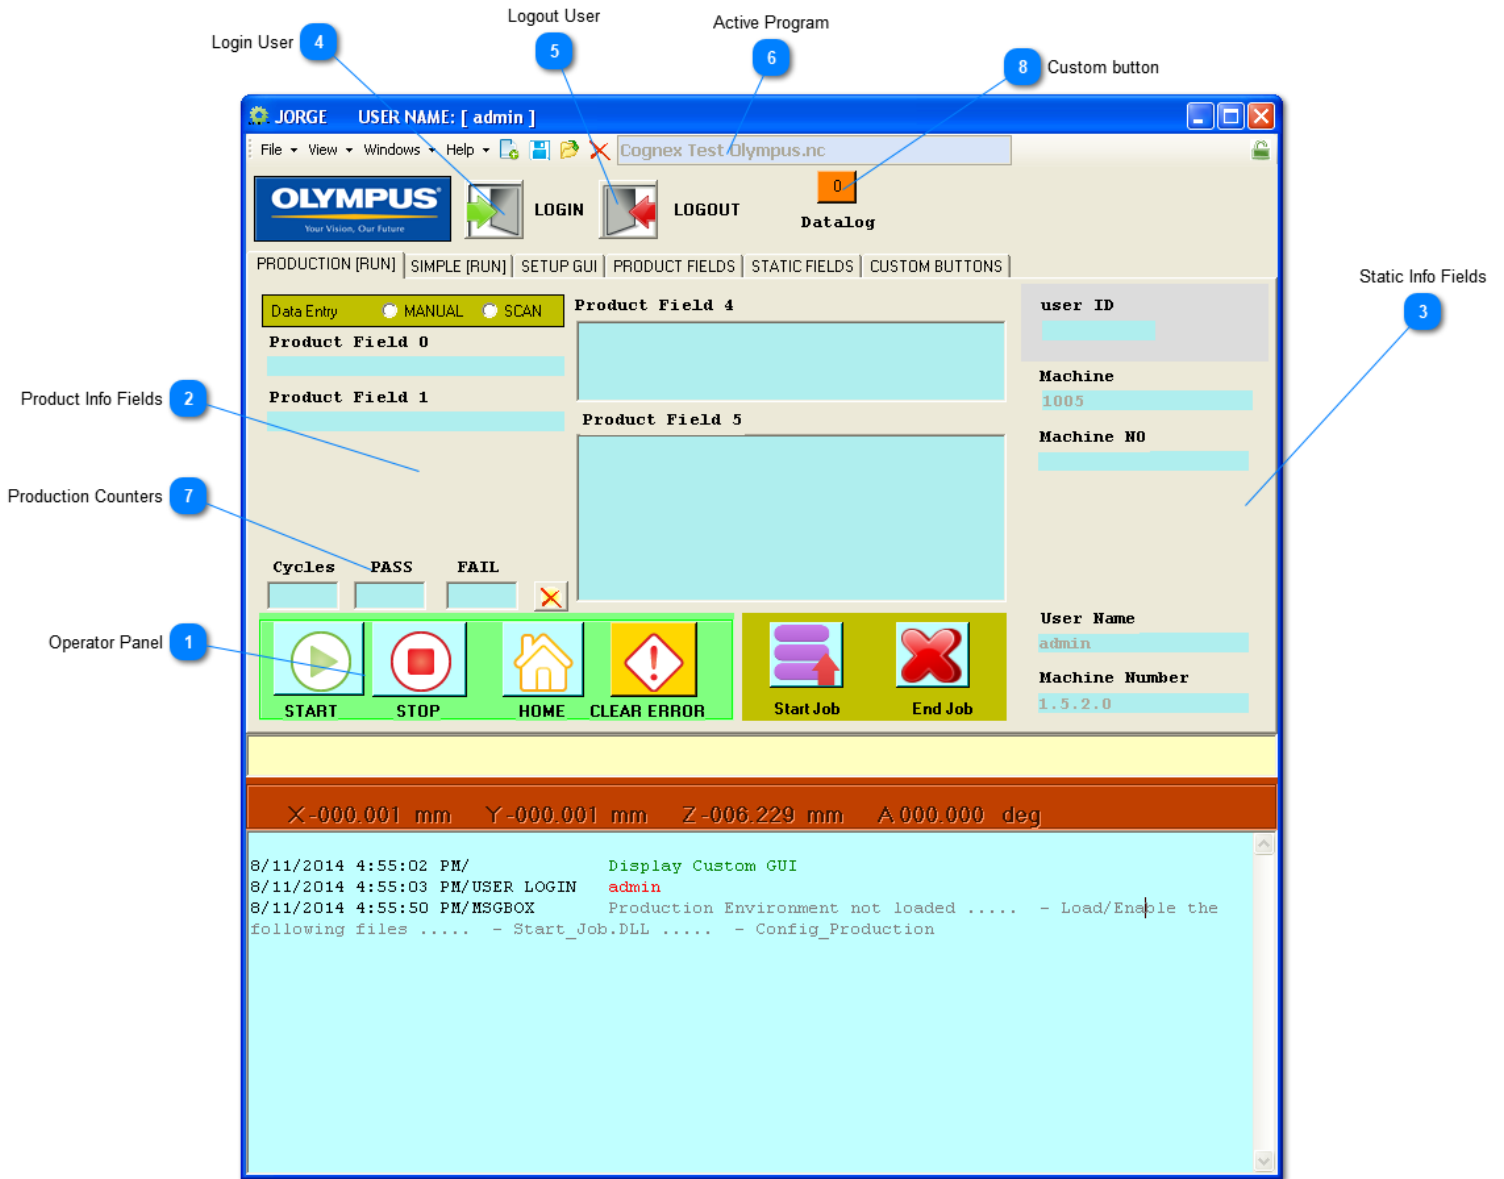 Logout User
5
Active Program
6
Login User 4
8 Custom button
JORGE USER NAME: [ admin ]
File View Windows Help Cognex Test Olympus.nc
OLYMPUS
Your Vision, Our Future
LOGIN
LOGOUT
0
Datalog
PRODUCTION [RUN] SIMPLE [RUN] SETUP GUI PRODUCT FIELDS STATIC FIELDS CUSTOM BUTTONS
Static Info Fields
3
Data Entry MANUAL SCAN
Product Field 0
Product Field 1
Product Field 4
Product Field 5
user ID
Machine
1005
Machine NO
Product Info Fields 2
Production Counters 7
Cycles PASS FAIL
Operator Panel 1
START STOP HOME CLEAR ERROR
Start Job End Job
User Name
admin
Machine Number
1.5.2.0
X -000.001 mm Y -000.001 mm Z -006.229 mm A 000.000 deg
8/11/2014 4:55:02 PM/ Display Custom GUI
8/11/2014 4:55:03 PM/USER LOGIN admin
8/11/2014 4:55:50 PM/MSGBOX Production Environment not loaded ..... - Load/Enable the
following files ..... - Start_Job.DLL ..... - Config_Production